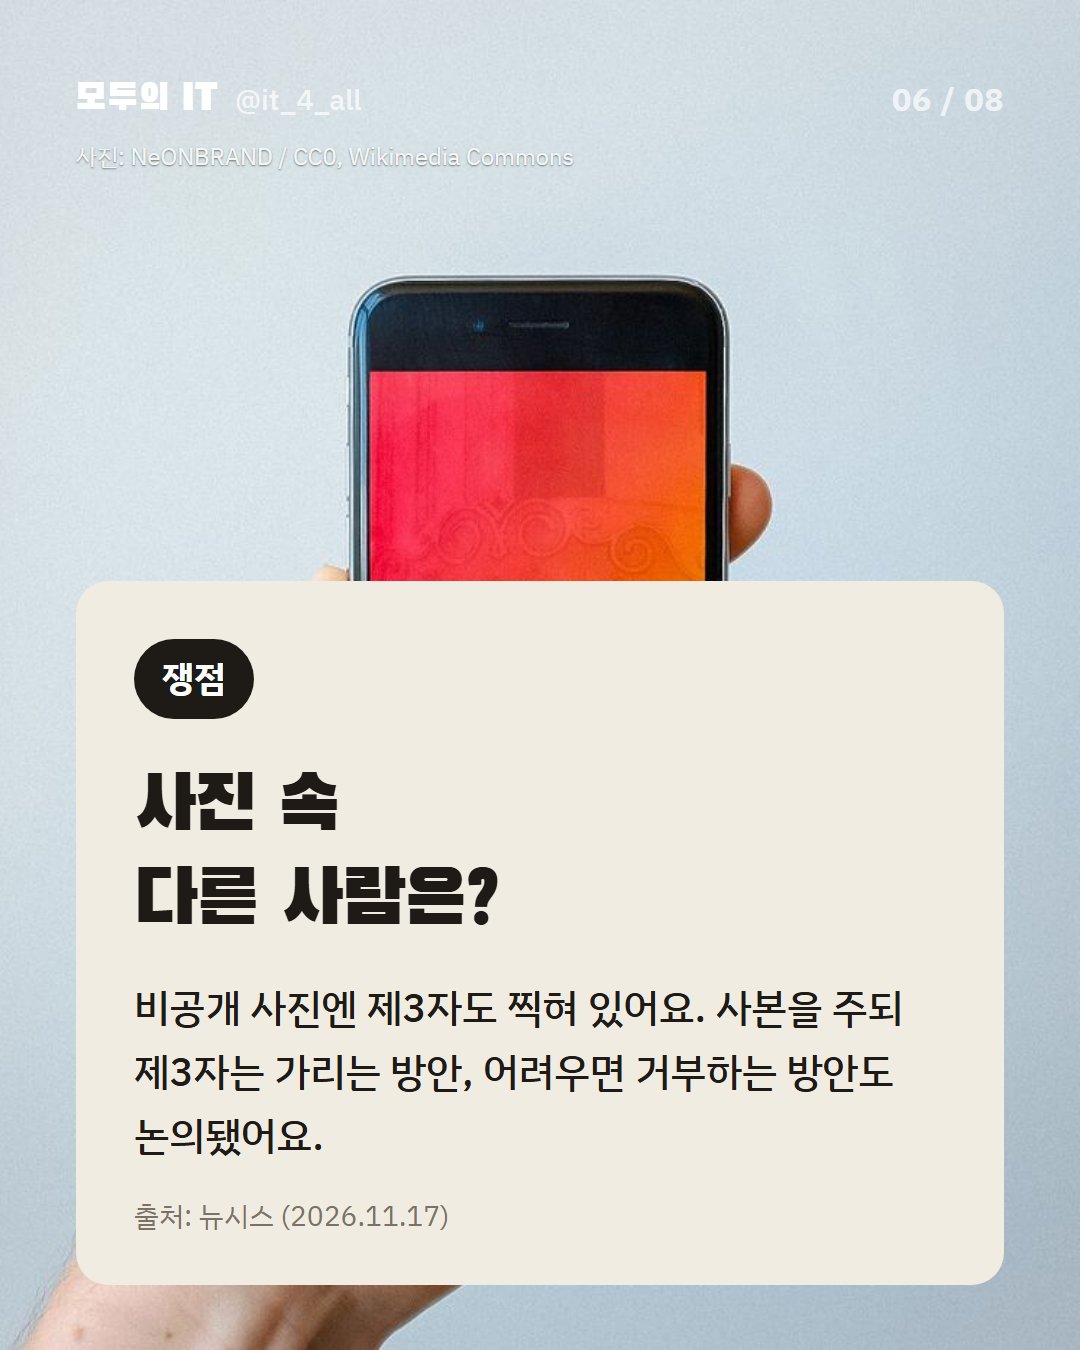 모두의 IT @it_4_all
06 / 08
사진: NeONBRAND / CC0, Wikimedia Commons
쟁점
사진 속
다른 사람은?
비공개 사진엔 제3자도 찍혀 있어요. 사본을 주되
제3자는 가리는 방안, 어려우면 거부하는 방안도
논의됐어요.
출처: 뉴시스 (2026.11.17)